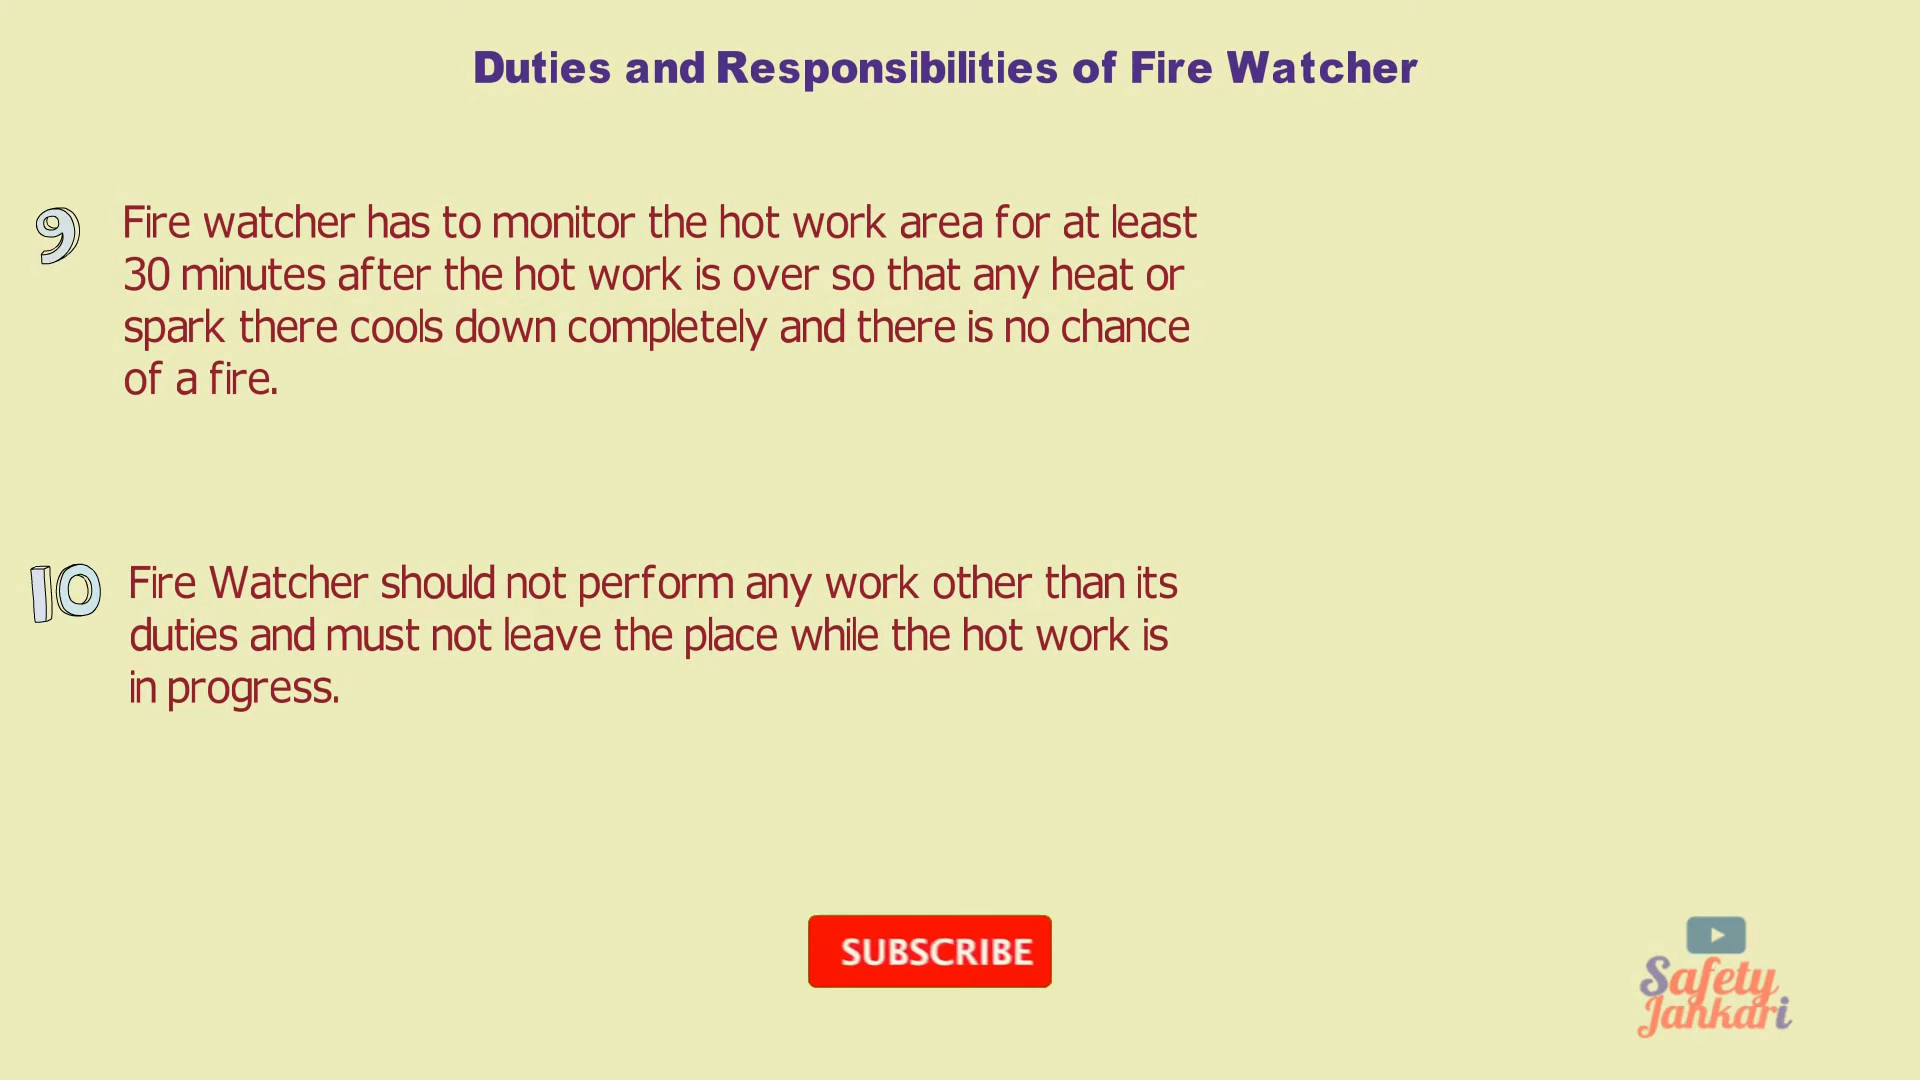 Duties and Responsibilities of Fire Watcher
9
Fire watcher has to monitor the hot work area for at least
30 minutes after the hot work is over so that any heat or
spark there cools down completely and there is no chance
of a fire.
10
Fire Watcher should not perform any work other than its
duties and must not leave the place while the hot work is
in progress.
SUBSCRIBE
Safety
Jankari